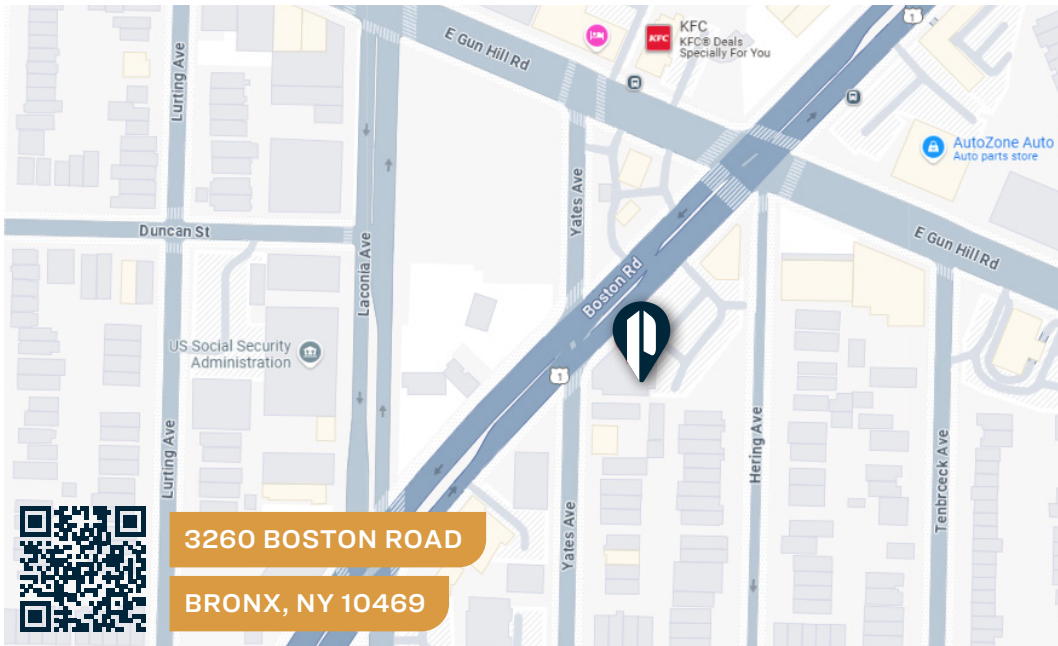 1
KFC
KFC
KFC® Deals
Specially For You
E Gun Hill Rd
Lurting Ave
AutoZone Auto
Auto parts store
Yates Ave
Duncan St
E Gun Hill Rd
Laconia Ave
Boston Rd
US Social Security
Administration
1
Hering Ave
Lurting Ave
Tenbroeck Ave
Yates Ave
3260 BOSTON ROAD
BRONX, NY 10469